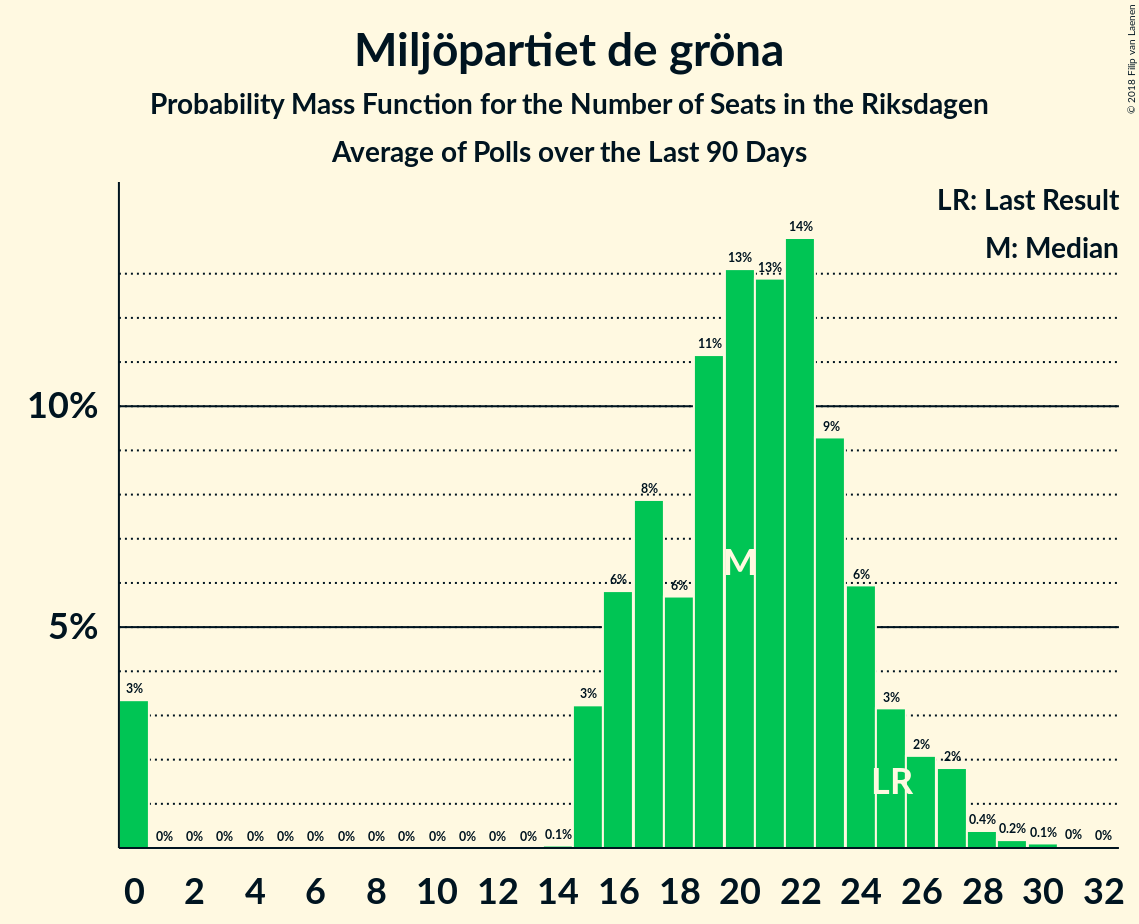 Miljöpartiet de gröna
Probability Mass Function for the Number of Seats in the Riksdagen
Average of Polls over the Last 90 Days
© 2018 Filip van Laenen
LR: Last Result
M: Median
10%
5%
3% 0% 0% 0% 0% 0% 0% 0% 0% 0% 0% 0% 0% 0% 0.1% 3% 6% 8% 6% 11% 13% 13% 14% 9% 6% 3% 2% 2% 0.4% 0.2% 0.1% 0% 0%
M
LR
0 2 4 6 8 10 12 14 16 18 20 22 24 26 28 30 32